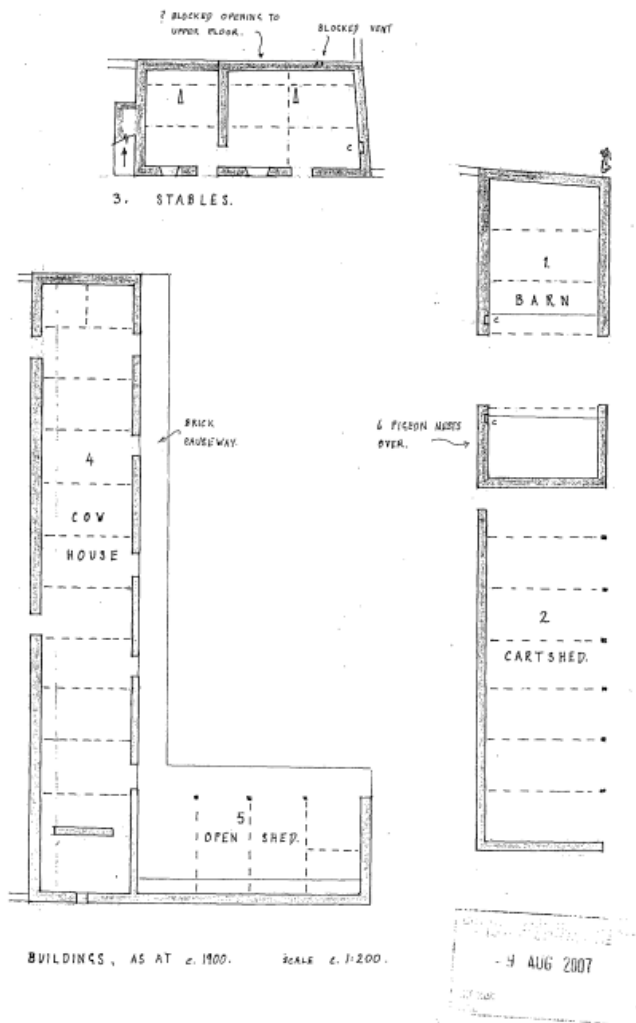 ? BLOCKED OPENING TO
UPPER FLOOR.
BLOCKED VENT
C
3. STABLES.
1.
BARN
C
6 PIGEON NESTS
OVER.
C
BRICK
CAUSEWAY.
4
COW
HOUSE
2
CARTSHED.
5
OPEN SHED.
BUILDINGS, AS AT c. 1900. SCALE c. 1:200.
- 9 AUG 2007